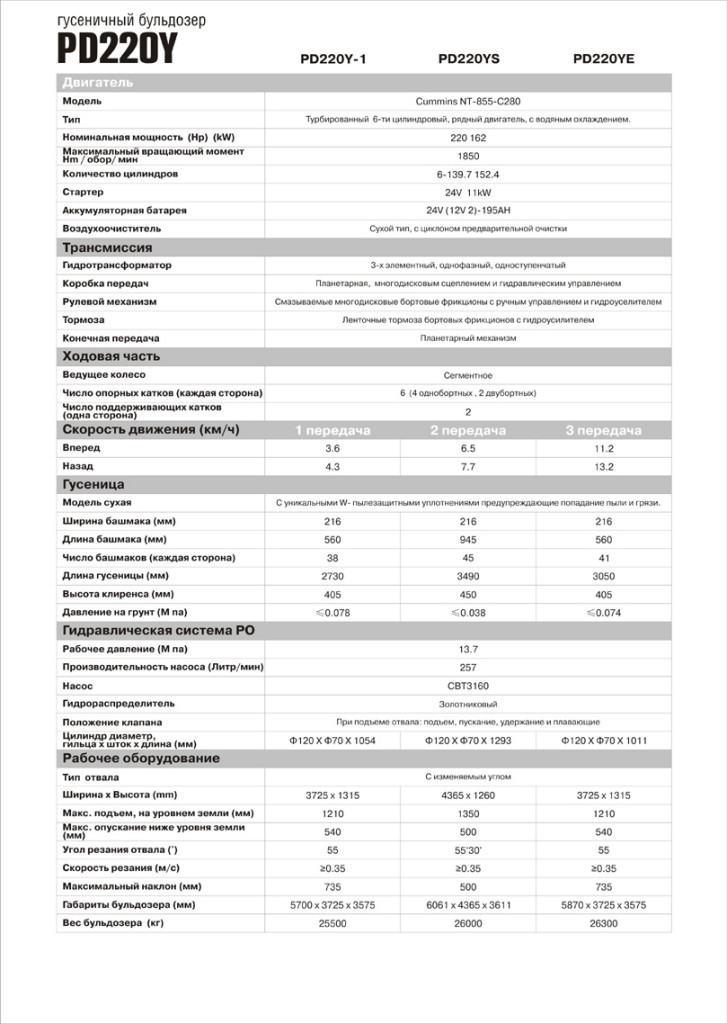 гусеничный бульдозер
PD220Y
PD220Y-1 PD220YS PD220YE
Двигатель
Модель Cummins NT-855-C280
Тип Турбированный 6-ти цилиндровый, рядный двигатель, с водяным охлаждением.
Номинальная мощность (Hp) (kW) 220 162
Максимальный вращающий момент
Hm / обор/ мин 1850
Количество цилиндров 6-139.7 152.4
Стартер 24V 11kW
Аккумуляторная батарея 24V (12V 2)-195AH
Воздухоочиститель Сухой тип, с циклоном предварительной очистки
Трансмиссия
Гидротрансформатор 3-х элементный, однофазный, одноступенчатый
Коробка передач Планетарная, многодисковым сцеплением и гидравлическим управлением
Рулевой механизм Смазываемые многодисковые бортовые фрикционы с ручным управлением и гидроуселителем
Тормоза Ленточные тормоза бортовых фрикционов с гидроусилителем
Конечная передача Планетарный механизм
Ходовая часть
Ведущее колесо Сегментное
Число опорных катков (каждая сторона) 6 (4 однобортных , 2 двубортных)
Число поддерживающих катков
(одна сторона) 2
Скорость движения (км/ч) 1 передача 2 передача 3 передача
Вперед 3.6 6.5 11.2
Назад 4.3 7.7 13.2
Гусеница
Модель сухая С уникальными W- пылезащитными уплотнениями предупреждающие попадание пыли и грязи.
Ширина башмака (мм) 216 216 216
Длина башмака (мм) 560 945 560
Число башмаков (каждая сторона) 38 45 41
Длина гусеницы (мм) 2730 3490 3050
Высота клиренса (мм) 405 450 405
Давление на грунт (М па) ≤0.078 ≤0.038 ≤0.074
Гидравлическая система РО
Рабочее давление (М па) 13.7
Производительность насоса (Литр/мин) 257
Насос CBT3160
Гидрораспределитель Золотниковый
Положение клапана При подъеме отвала: подъем, пускание, удержание и плавающие
Цилиндр диаметр,
гильца х шток х длина (мм) Ф120 X Ф70 X 1054 Ф120 X Ф70 X 1293 Ф120 X Ф70 X 1011
Рабочее оборудование
Тип отвала С изменяемым углом
Ширина х Высота (mm) 3725 x 1315 4365 x 1260 3725 x 1315
Макс. подъем, на уровнем земли (мм) 1210 1350 1210
Макс. опускание ниже уровня земли
(мм) 540 500 540
Угол резания отвала (˚) 55 55'30' 55
Скорость резания (м/с) ≥0.35 ≥0.35 ≥0.35
Максимальный наклон (мм) 735 500 735
Габариты бульдозера (мм) 5700 x 3725 x 3575 6061 x 4365 x 3611 5870 x 3725 x 3575
Вес бульдозера (кг) 25500 26000 26300